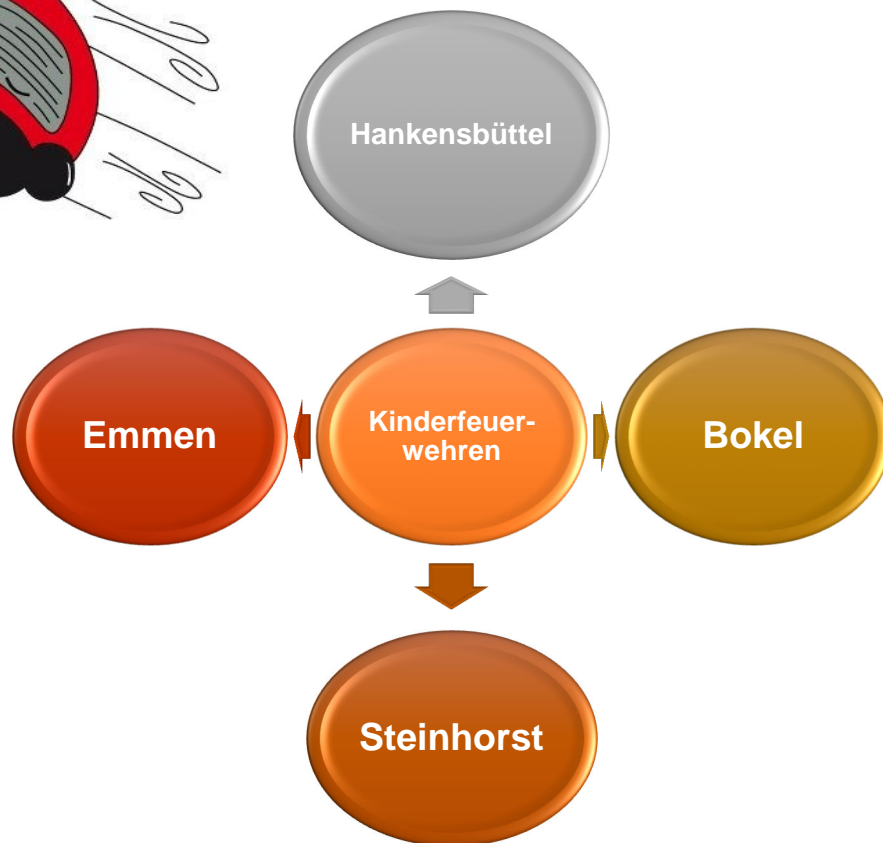 Hankensbüttel
Emmen
Kinderfeuer-
wehren
Bokel
Steinhorst